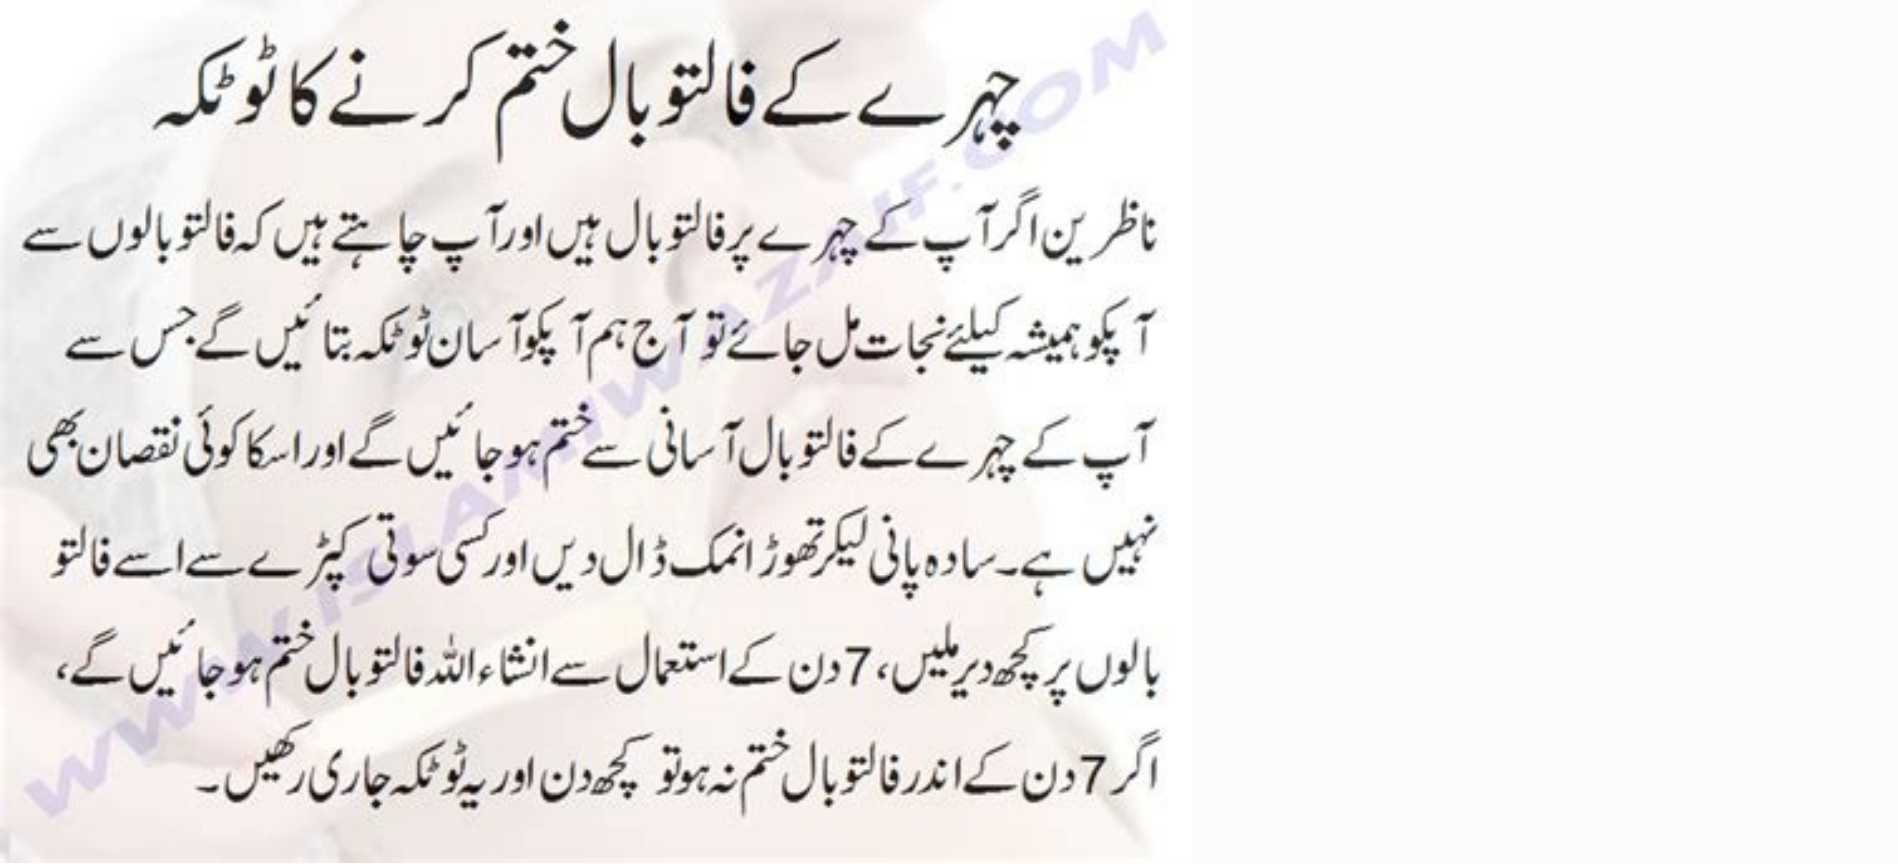 چہرے کے فالتو بال ختم کرنے کا ٹوٹکہ
ناظرین اگر آپ کے چہرے پر فالتو بال ہیں اور آپ چاہتے ہیں کہ فالتو بالوں سے
آپکو ہمیشہ کیلئے نجات مل جائے تو آج ہم آپکو آسان ٹوٹکہ بتائیں گے جس سے
آپ کے چہرے کے فالتو بال آسانی سے ختم ہو جائیں گے اور اسکا کوئی نقصان بھی
نہیں ہے۔ سادہ پانی لیکر تھوڑا نمک ڈال دیں اور کسی سوتی کپڑے سے اسے فالتو
بالوں پر کچھ دیر ملیں، 7 دن کے استعمال سے انشاء اللہ فالتو بال ختم ہو جائیں گے،
اگر 7 دن کے اندر فالتو بال ختم نہ ہو تو کچھ دن اور یہ ٹوٹکہ جاری رکھیں۔
WWW.ISLAMIWAZAIF.COM